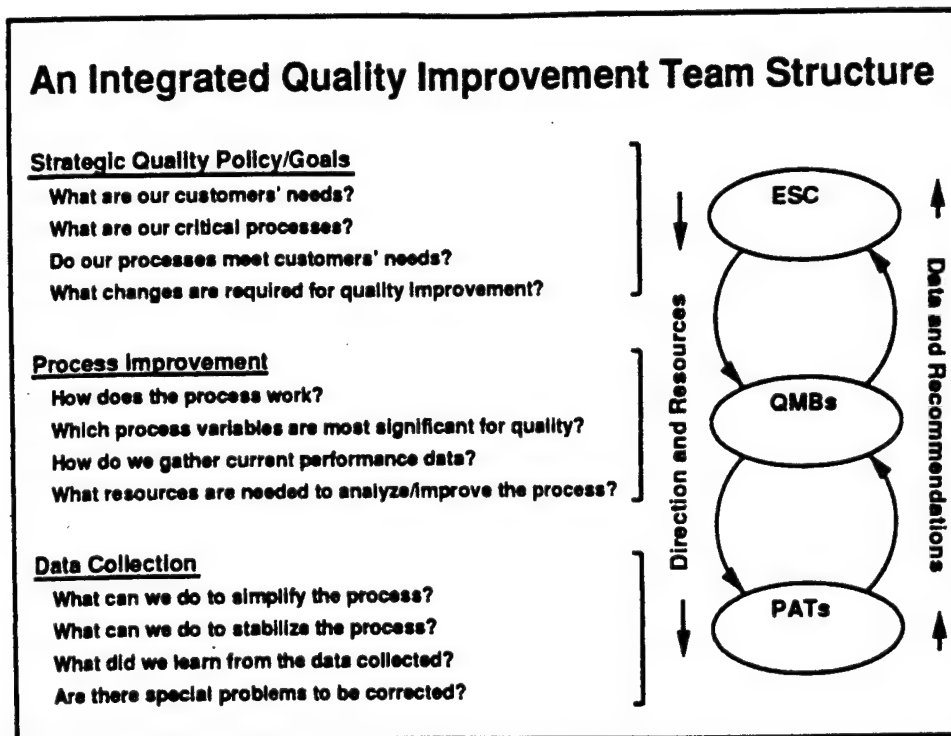 An Integrated Quality Improvement Team Structure
Strategic Quality Policy/Goals
What are our customers' needs?
What are our critical processes?
Do our processes meet customers' needs?
What changes are required for quality improvement?
Process Improvement
How does the process work?
Which process variables are most significant for quality?
How do we gather current performance data?
What resources are needed to analyze/improve the process?
Data Collection
What can we do to simplify the process?
What can we do to stabilize the process?
What did we learn from the data collected?
Are there special problems to be corrected?
Direction and Resources
ESC
QMBs
PATs
Data and Recommendations